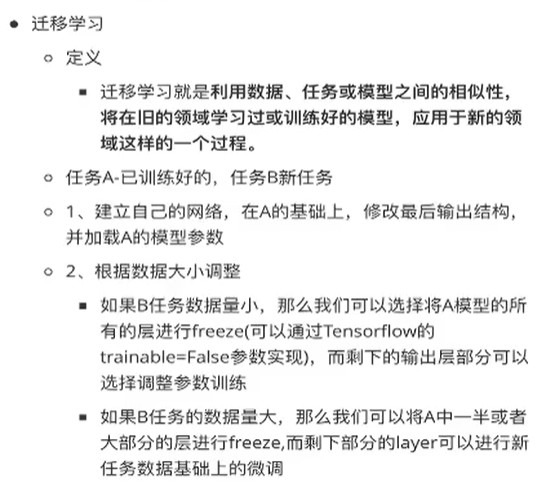 迁移学习
定义
迁移学习就是利用数据、任务或模型之间的相似性，
将在旧的领域学习过或训练好的模型，应用于新的领
域这样的一个过程。
任务A-已训练好的，任务B新任务
1、建立自己的网络，在A的基础上，修改最后输出结构，
并加载A的模型参数
2、根据数据大小调整
如果B任务数据量小，那么我们可以选择将A模型的所
有的层进行freeze(可以通过Tensorflow的
trainable=False参数实现)，而剩下的输出层部分可以
选择调整参数训练
如果B任务的数据量大，那么我们可以将A中一半或者
大部分的层进行freeze,而剩下部分的layer可以进行新
任务数据基础上的微调